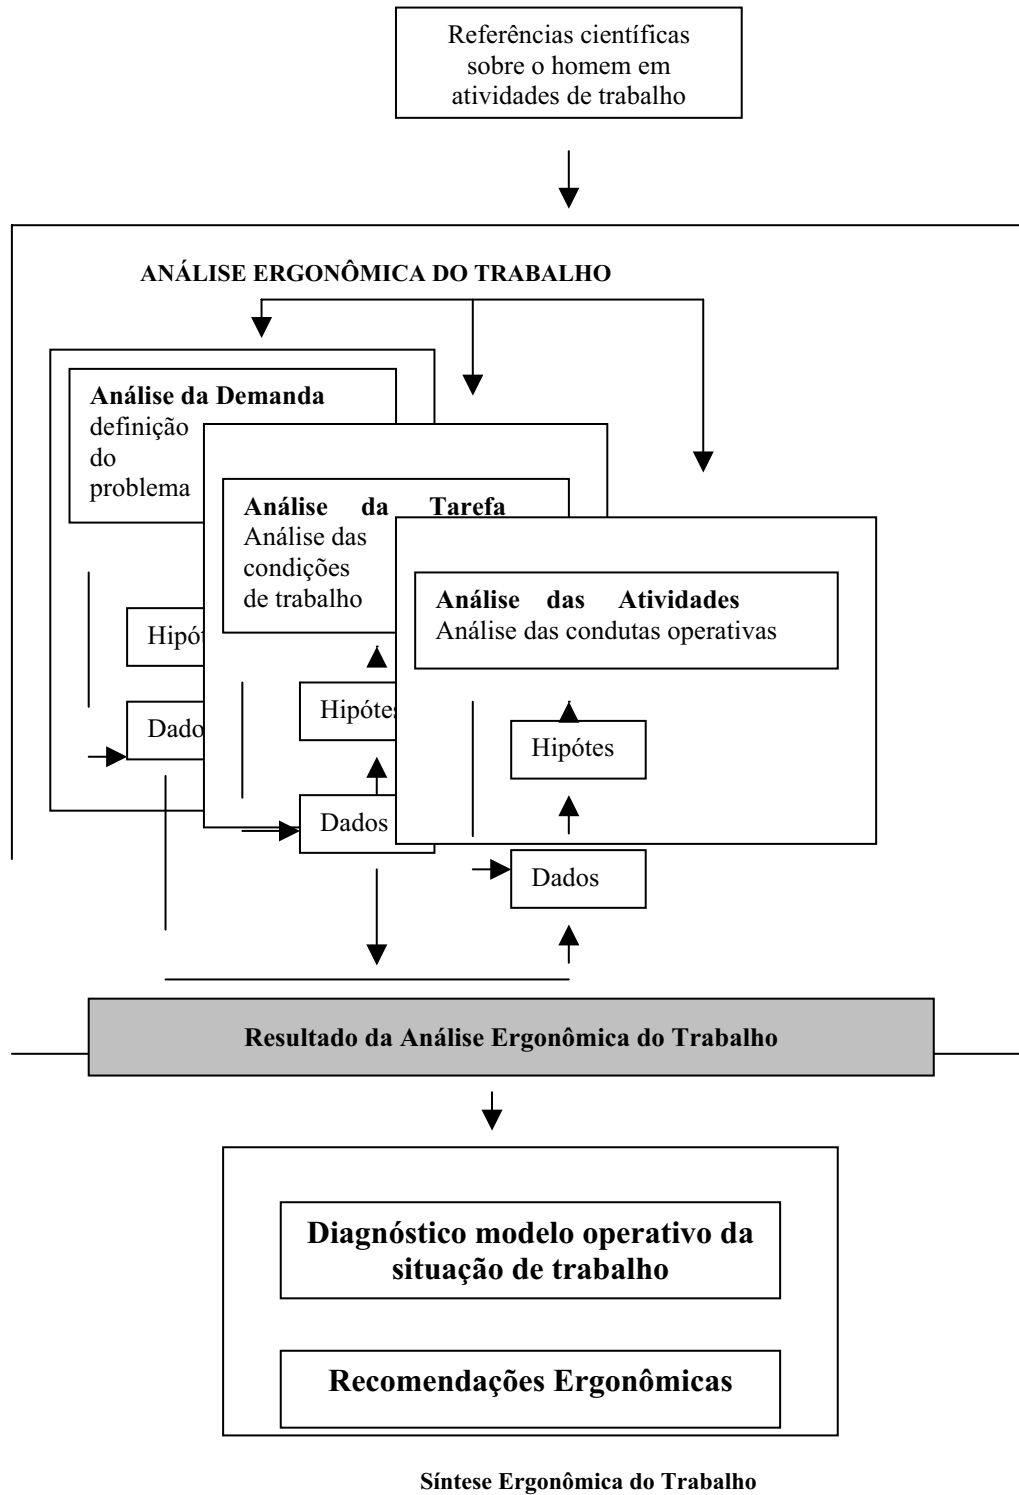 Referências científicas
sobre o homem em
atividades de trabalho
ANÁLISE ERGONÔMICA DO TRABALHO
Análise da Demanda
definição
do
problema
Hipót
Dado
Análise da Tarefa
Análise das
condições
de trabalho
Hipótes
Dados
Análise das Atividades
Análise das condutas operativas
Hipótes
Dados
Resultado da Análise Ergonômica do Trabalho
Diagnóstico modelo operativo da
situação de trabalho
Recomendações Ergonômicas
Síntese Ergonômica do Trabalho